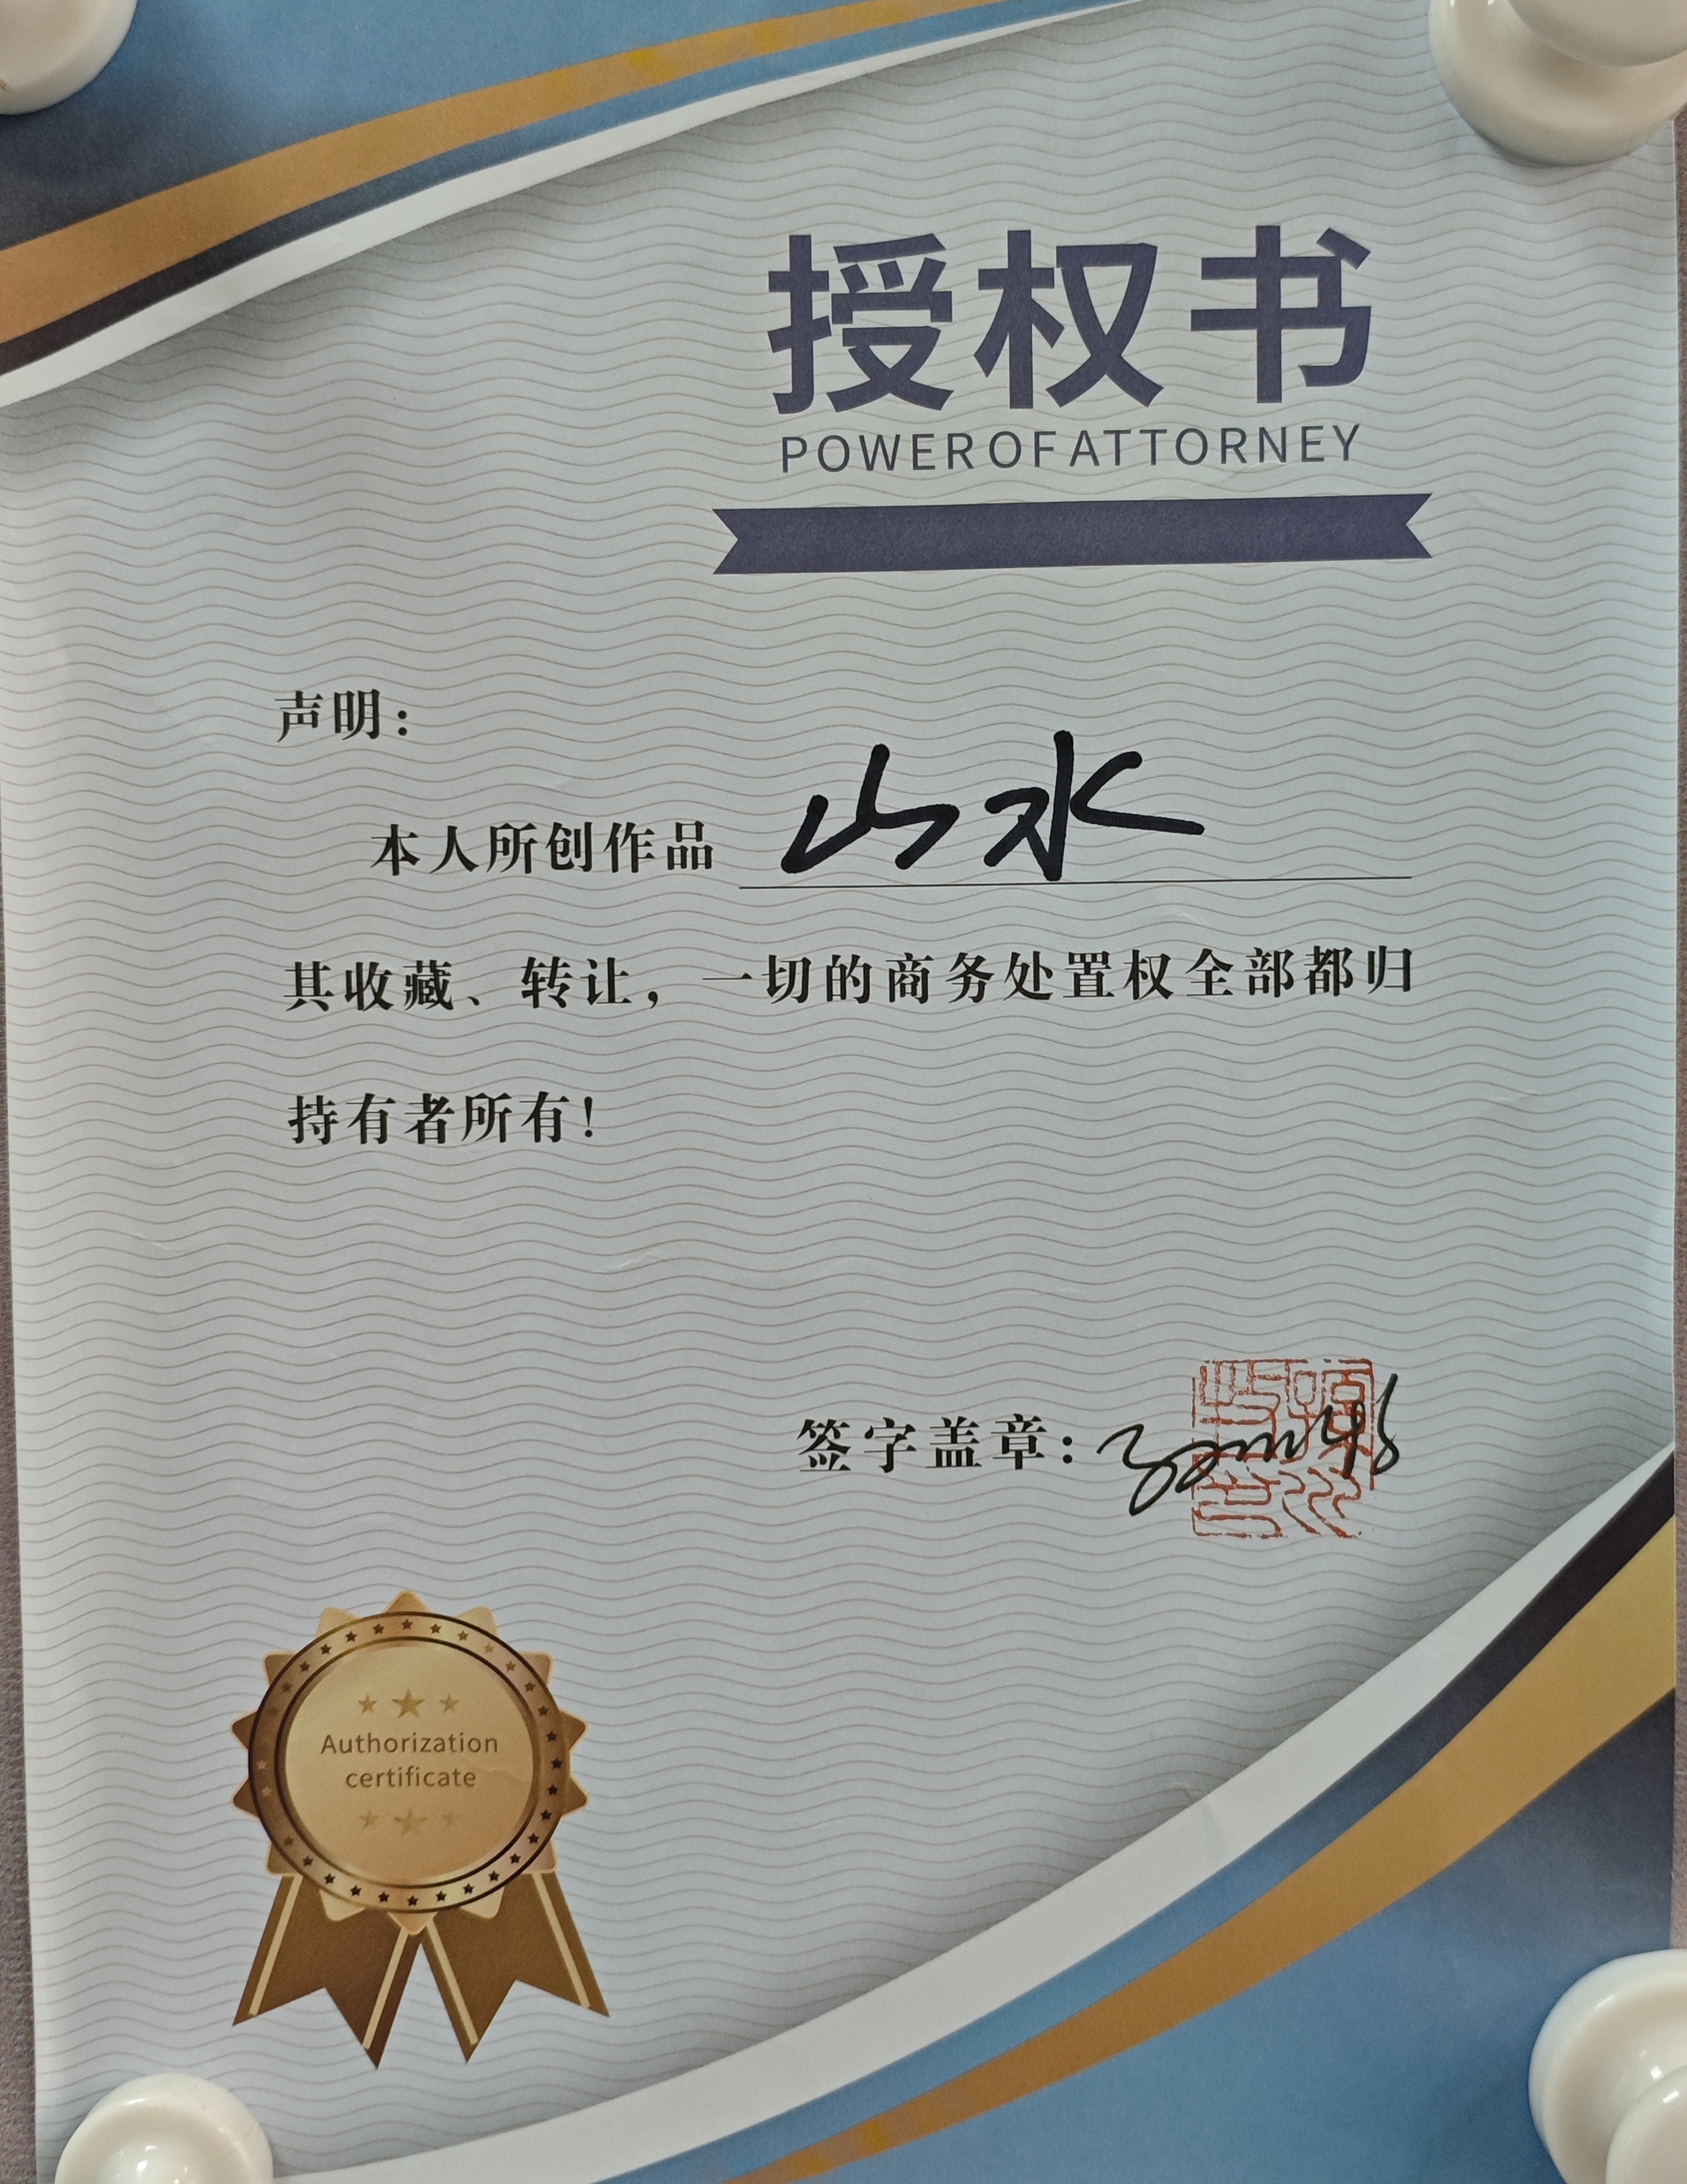 授权书
POWER OF ATTORNEY
声明：
本人所创作品 山水
其收藏、转让，一切的商务处置权全部都归
持有者所有！
签字盖章：
Authorization
certificate